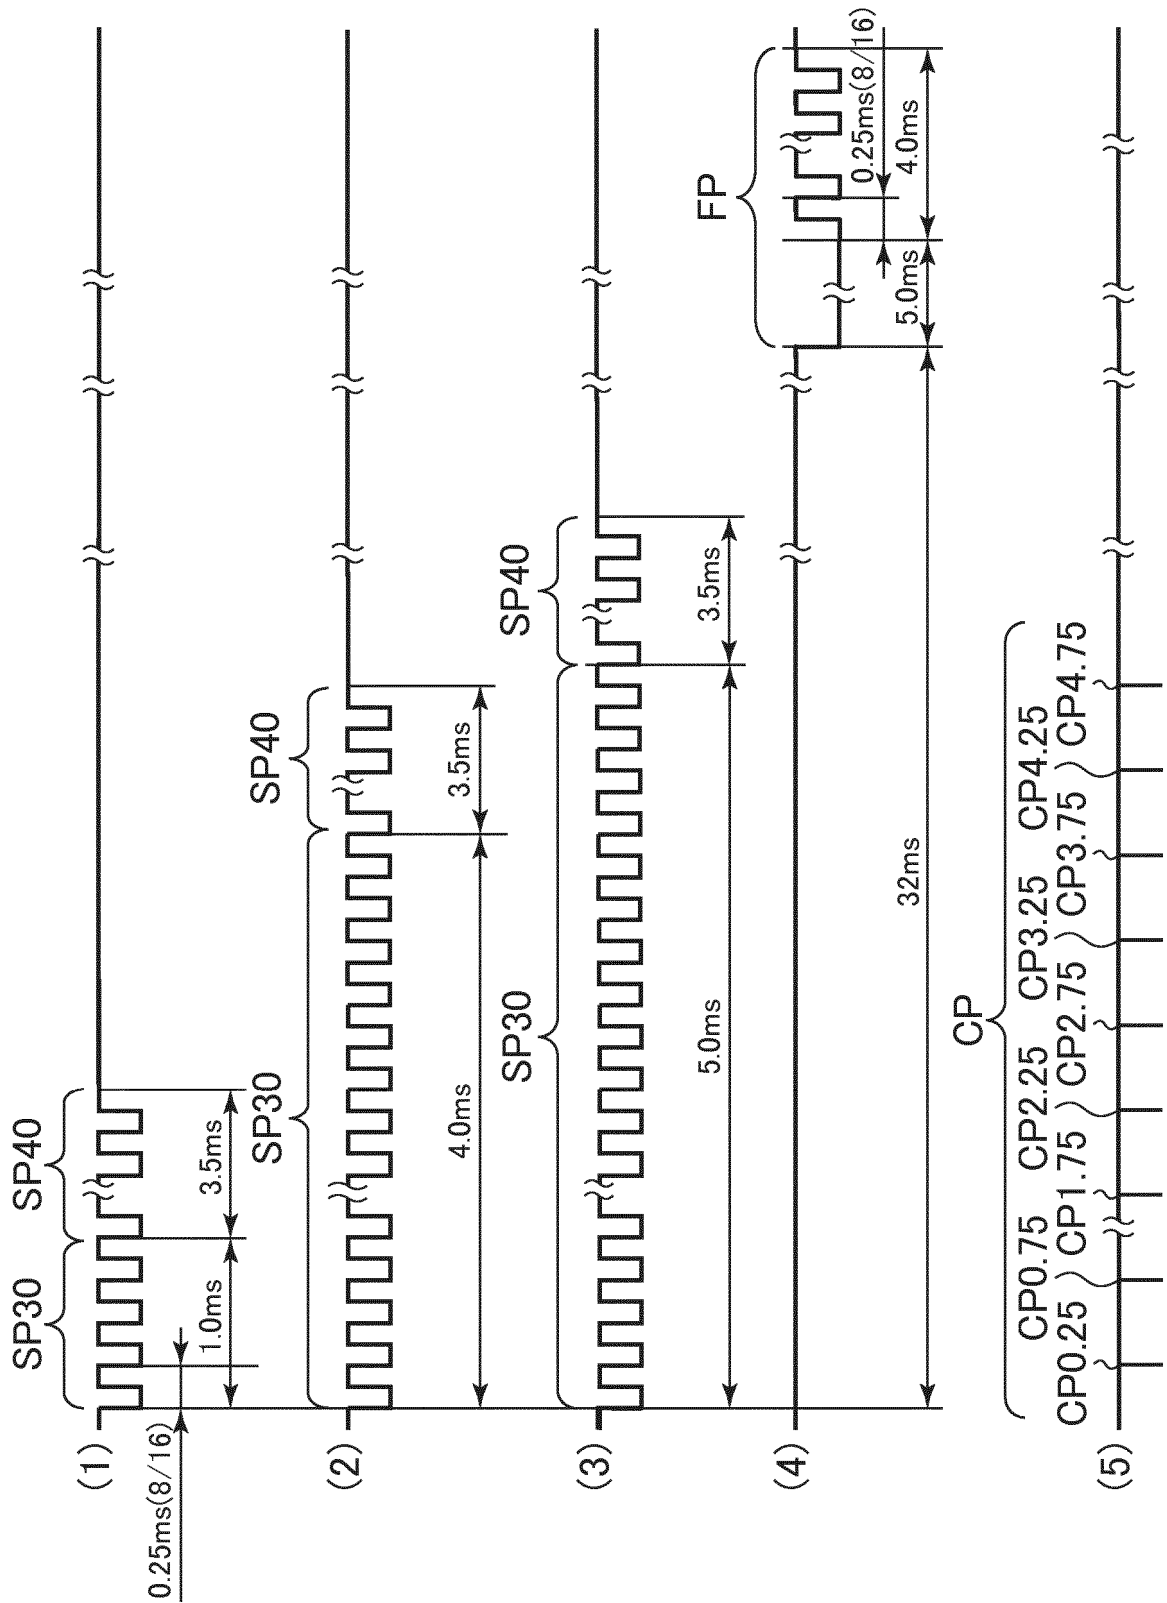 (1)
SP30
SP40
0.25ms(8/16)
1.0ms
3.5ms
(2)
SP30
SP40
4.0ms
3.5ms
(3)
SP30
SP40
5.0ms
3.5ms
(4)
FP
0.25ms(8/16)
5.0ms
4.0ms
32ms
(5)
CP
CP0.75 CP2.25 CP3.25 CP4.25
CP0.25 CP1.75 CP2.75 CP3.75 CP4.75